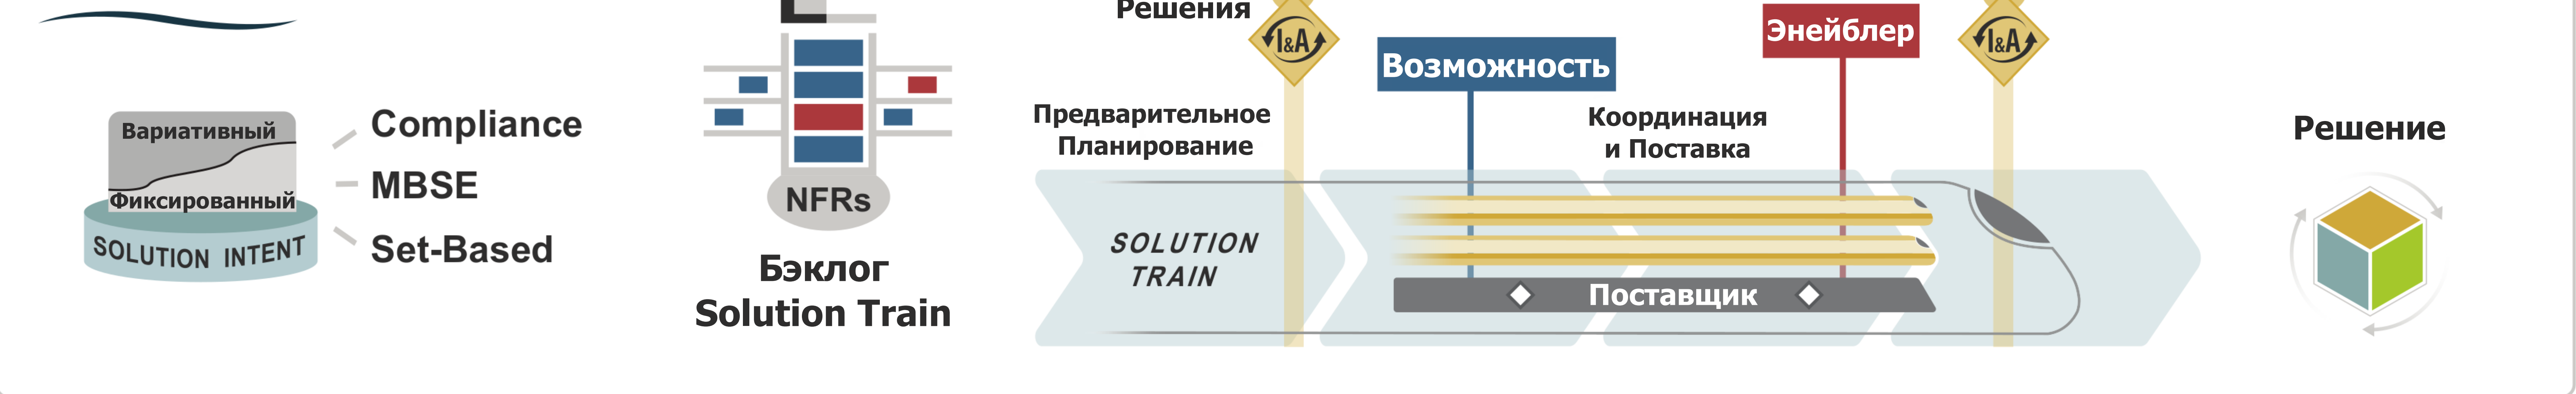 Вариативный
Фиксированный
SOLUTION INTENT
Compliance
MBSE
Set-Based
NFRs
Бэклог
Solution Train
Решения
I&A
Предварительное
Планирование
Возможность
Координация
и Поставка
Энейблер
I&A
SOLUTION
TRAIN
Поставщик
Решение